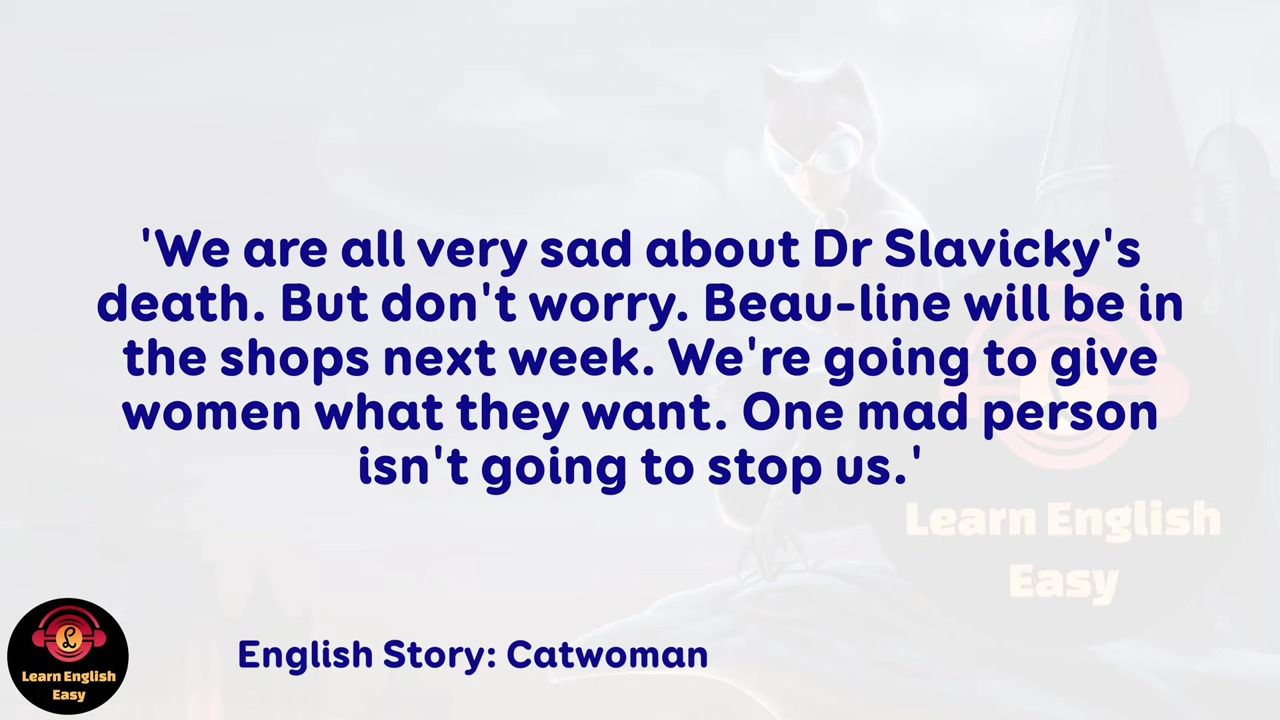 'We are all very sad about Dr Slavicky's
death. But don't worry. Beau-line will be in
the shops next week. We're going to give
women what they want. One mad person
isn't going to stop us.'
Learn English
Easy
English Story: Catwoman
L
Learn English
Easy